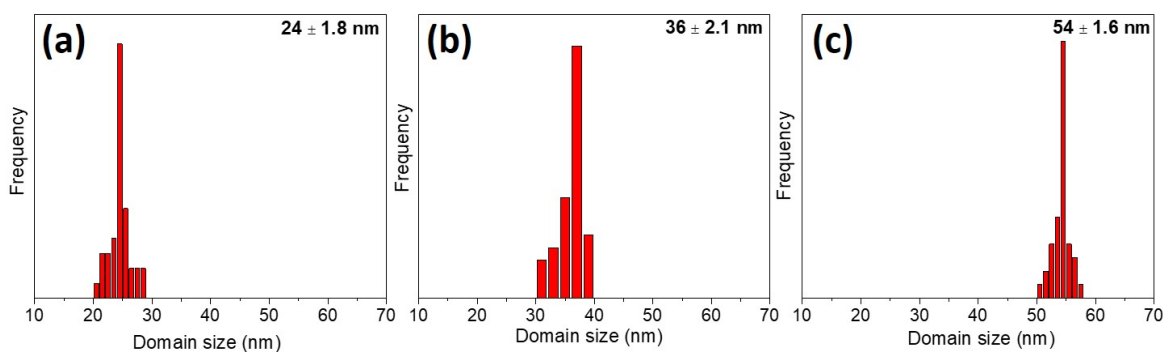 (a)
24 ± 1.8 nm
Frequency
10 20 30 40 50 60 70
Domain size (nm)
(b)
36 ± 2.1 nm
Frequency
10 20 30 40 50 60 70
Domain size (nm)
(c)
54 ± 1.6 nm
Frequency
10 20 30 40 50 60 70
Domain size (nm)